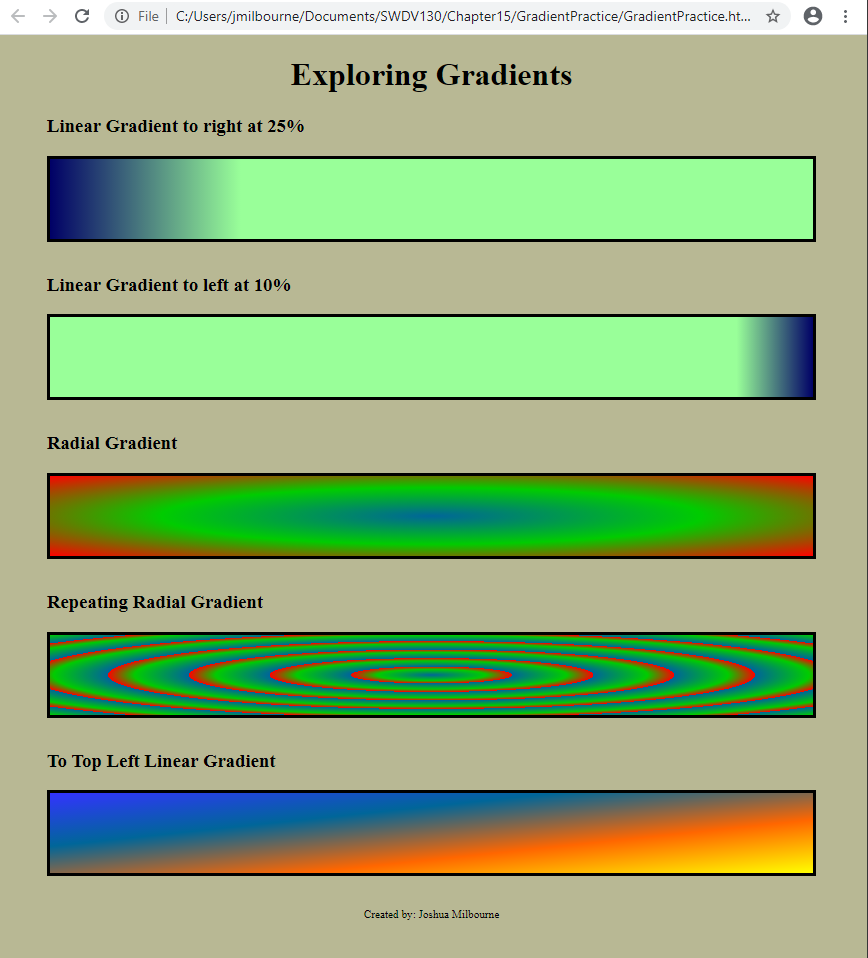 File
C:/Users/jmilbourne/Documents/SWDV130/Chapter15/GradientPractice/GradientPractice.ht...
Exploring Gradients
Linear Gradient to right at 25%
Linear Gradient to left at 10%
Radial Gradient
Repeating Radial Gradient
To Top Left Linear Gradient
Created by: Joshua Milbourne